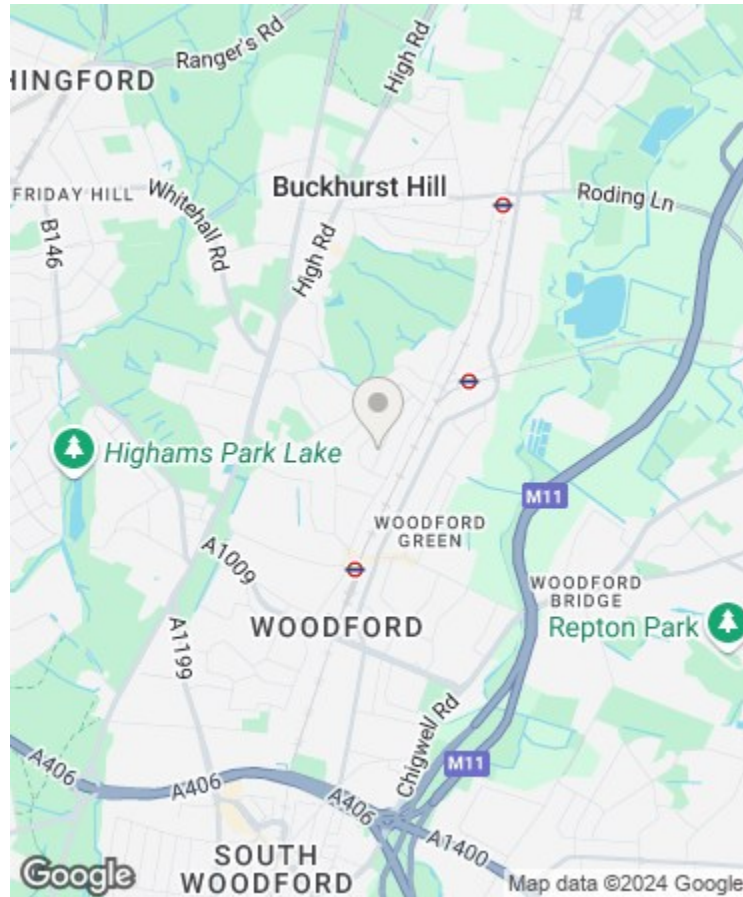 Ranger's Rd
High Rd
HINGFORD
Buckhurst Hill
FRIDAY HILL
Whitehall Rd
Roding Ln
B146
High Rd
Highams Park Lake
M11
WOODFORD
GREEN
A1009
WOODFORD
BRIDGE
WOODFORD
Repton Park
A1199
Chigwell Rd
M11
A406
A406
A406
A1400
SOUTH
WOODFORD
Google
Map data ©2024 Google